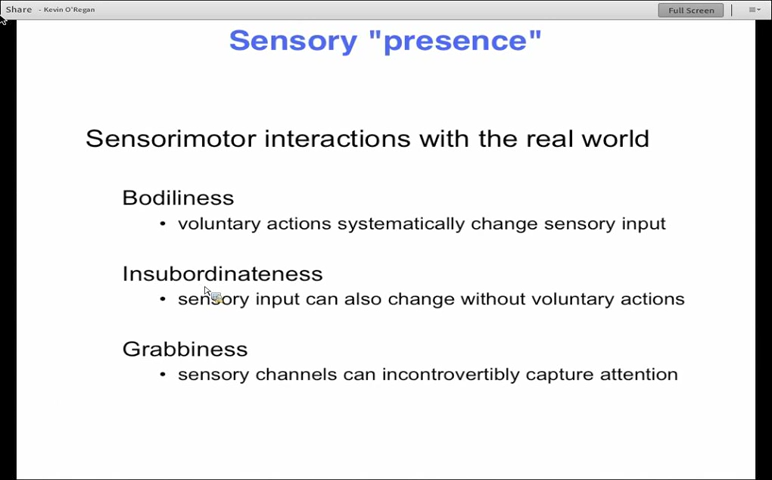 Share - Kevin O'Regan
Full Screen
Sensory "presence"
Sensorimotor interactions with the real world
Bodiliness
• voluntary actions systematically change sensory input
Insubordinateness
• sensory input can also change without voluntary actions
Grabbiness
• sensory channels can incontrovertibly capture attention